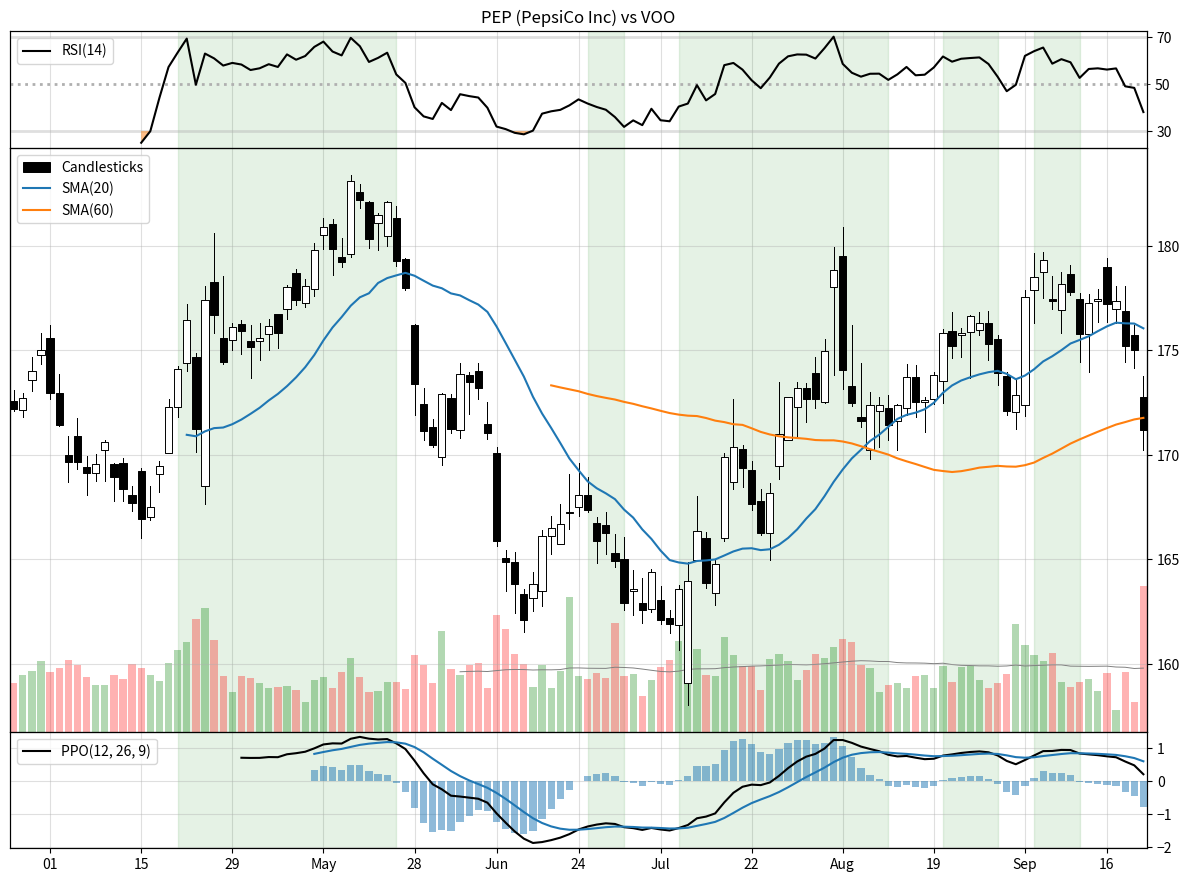 PEP (PepsiCo Inc) vs VOO
RSI(14)
70
50
30
Candlesticks
SMA(20)
SMA(60)
180
175
170
165
160
PPO(12, 26, 9)
1
0
−1
−2
01 15 29 May 28 Jun 24 Jul 22 Aug 19 Sep 16